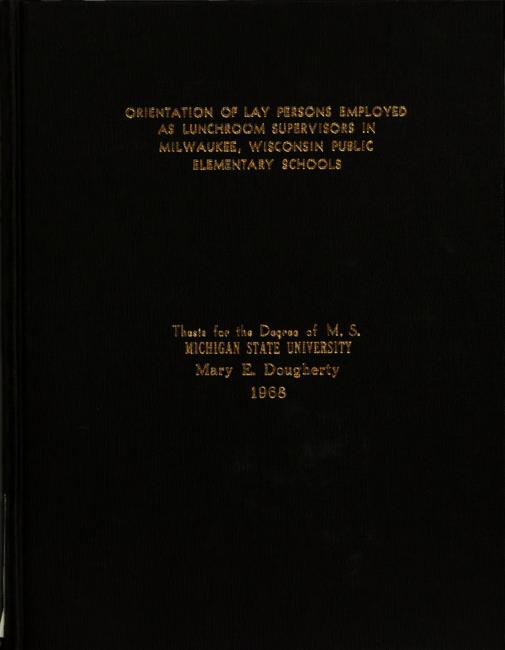 ORIENTATION OF LAY PERSONS EMPLOYED
AS LUNCHROOM SUPERVISORS IN
MILWAUKEE, WISCONSIN PUBLIC
ELEMENTARY SCHOOLS
Thesis for the Degree of M. S.
MICHIGAN STATE UNIVERSITY
Mary E. Dougherty
1968